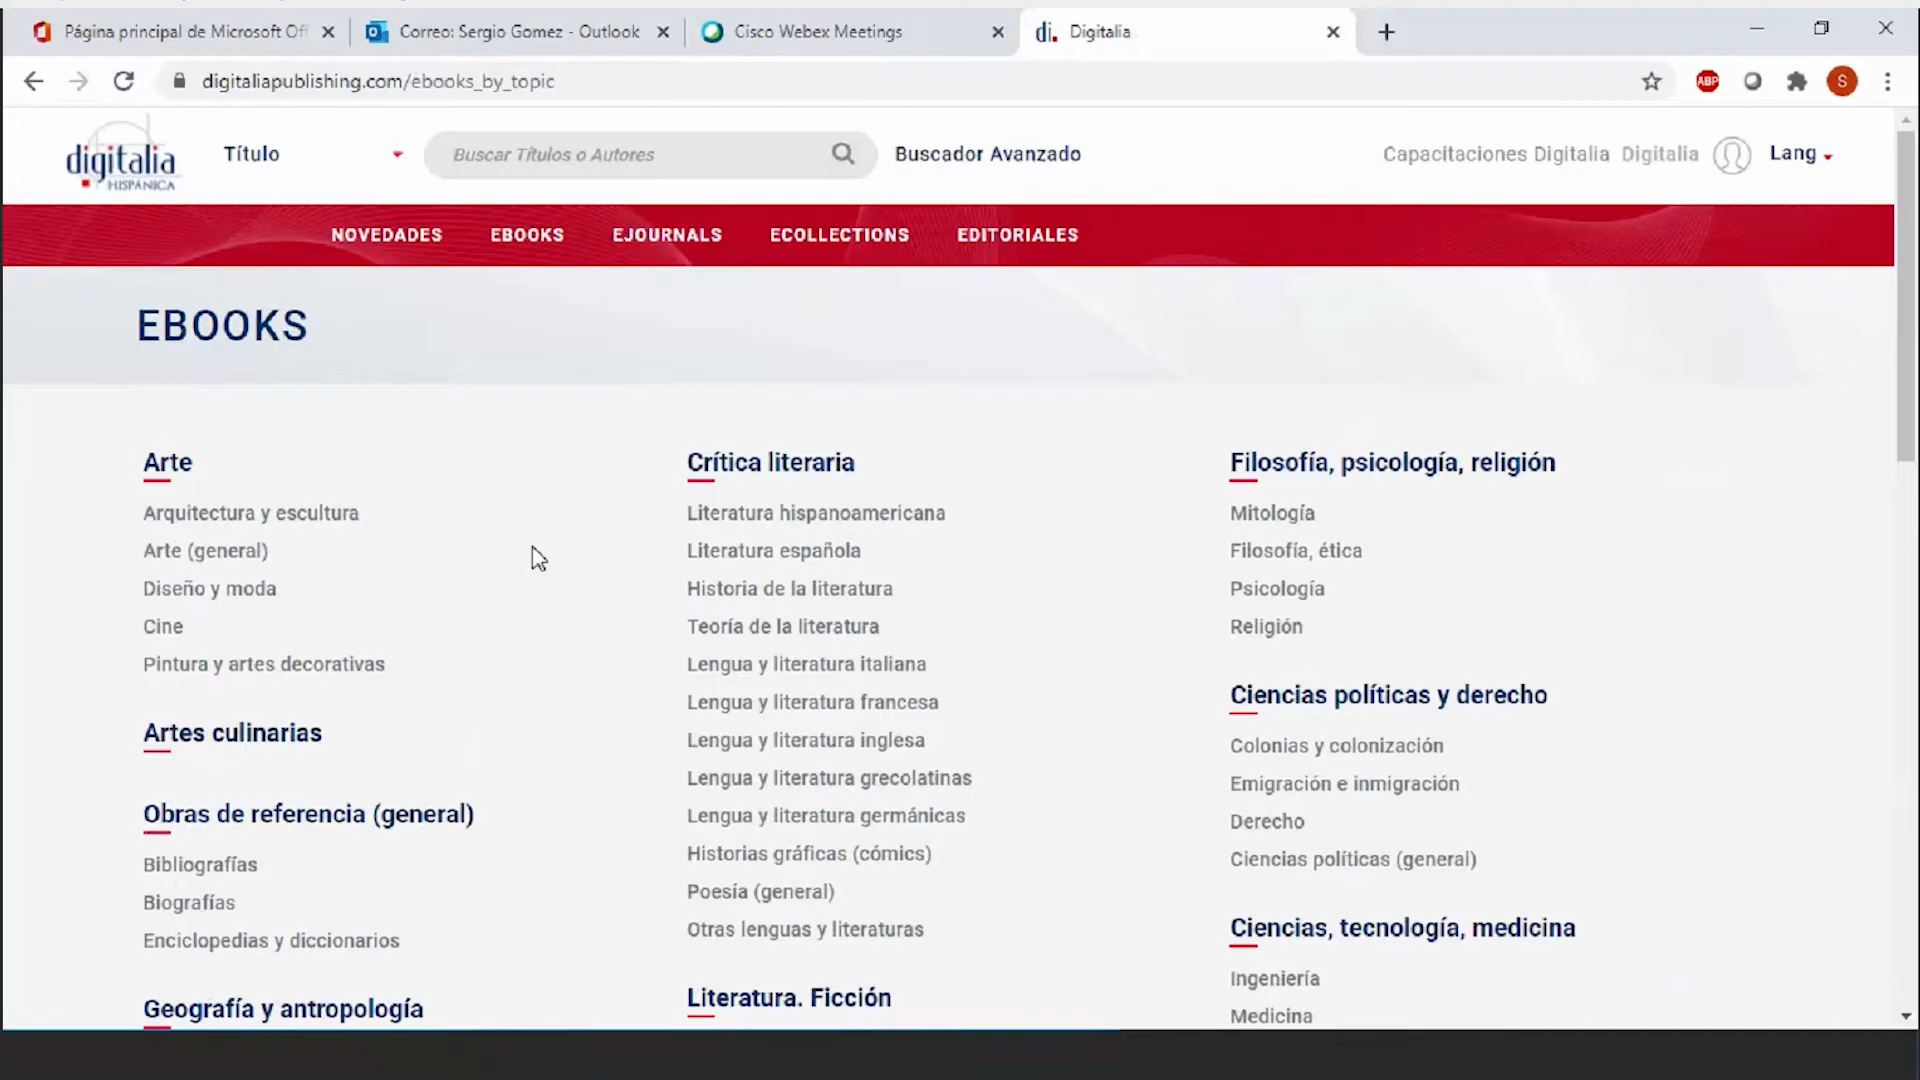 Página principal de Microsoft Of
Correo: Sergio Gomez - Outlook
Cisco Webex Meetings
di. Digitalia
digitaliapublishing.com/ebooks_by_topic
ABP
S
digitalia
HISPÁNICA
Título
Buscar Títulos o Autores
Buscador Avanzado
Capacitaciones Digitalia Digitalia
Lang
NOVEDADES EBOOKS EJOURNALS ECOLLECTIONS EDITORIALES
EBOOKS
Arte
Arquitectura y escultura
Arte (general)
Diseño y moda
Cine
Pintura y artes decorativas
Artes culinarias
Obras de referencia (general)
Bibliografías
Biografías
Enciclopedias y diccionarios
Geografía y antropología
Crítica literaria
Literatura hispanoamericana
Literatura española
Historia de la literatura
Teoría de la literatura
Lengua y literatura italiana
Lengua y literatura francesa
Lengua y literatura inglesa
Lengua y literatura grecolatinas
Lengua y literatura germánicas
Historias gráficas (cómics)
Poesía (general)
Otras lenguas y literaturas
Literatura. Ficción
Filosofía, psicología, religión
Mitología
Filosofía, ética
Psicología
Religión
Ciencias políticas y derecho
Colonias y colonización
Emigración e inmigración
Derecho
Ciencias políticas (general)
Ciencias, tecnología, medicina
Ingeniería
Medicina